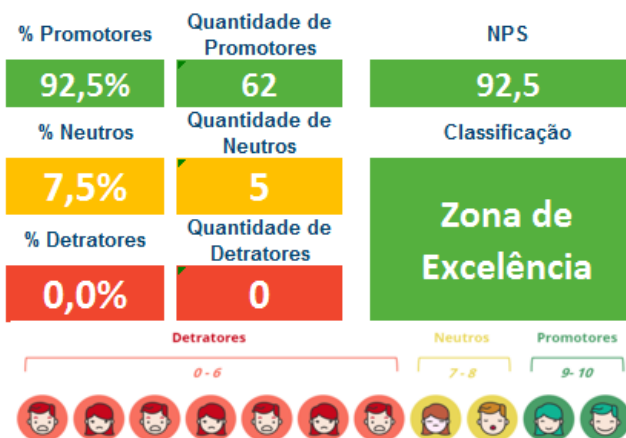 % Promotores
Quantidade de
Promotores
NPS
92,5%
62
92,5
% Neutros
Quantidade de
Neutros
Classificação
7,5%
5
Zona de
Excelência
% Detratores
Quantidade de
Detratores
0,0%
0
Detratores
Neutros
Promotores
0 - 6
7 - 8
9- 10